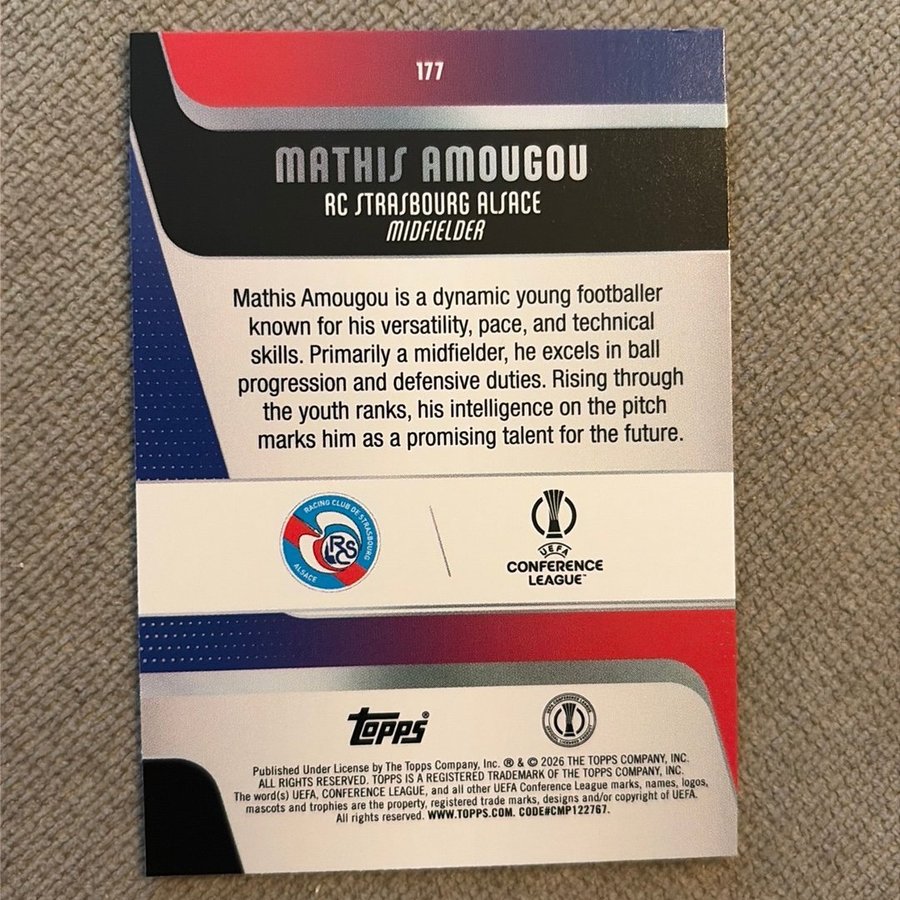 177
MATHIS AMOUGOU
RC STRASBOURG ALSACE
MIDFIELDER
Mathis Amougou is a dynamic young footballer
known for his versatility, pace, and technical
skills. Primarily a midfielder, he excels in ball
progression and defensive duties. Rising through
the youth ranks, his intelligence on the pitch
marks him as a promising talent for the future.
RACING CLUB DE STRASBOURG
RCS
ALSACE
UEFA
CONFERENCE
LEAGUE™
topps®
UEFA CONFERENCE LEAGUE
OFFICIAL LICENSED PRODUCT
Published Under License by The Topps Company, Inc. ® & © 2026 THE TOPPS COMPANY, INC.
ALL RIGHTS RESERVED. TOPPS IS A REGISTERED TRADEMARK OF THE TOPPS COMPANY, INC.
The word(s) UEFA, CONFERENCE LEAGUE, and all other UEFA Conference League marks, names, logos,
mascots and trophies are the property, registered trade marks, designs and/or copyright of UEFA.
All rights reserved. WWW.TOPPS.COM. CODE#CMP122767.